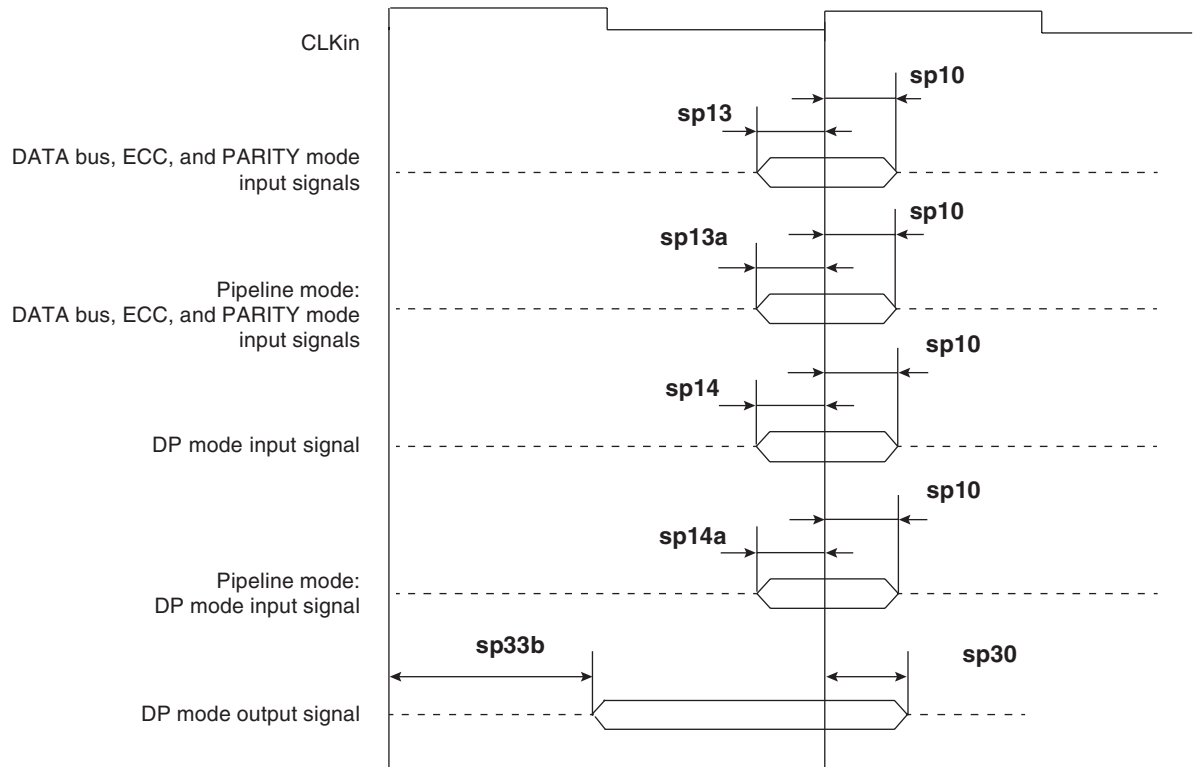 CLKin
sp10
sp13
DATA bus, ECC, and PARITY mode
input signals
sp10
sp13a
Pipeline mode:
DATA bus, ECC, and PARITY mode
input signals
sp10
sp14
DP mode input signal
sp10
sp14a
Pipeline mode:
DP mode input signal
sp33b
sp30
DP mode output signal